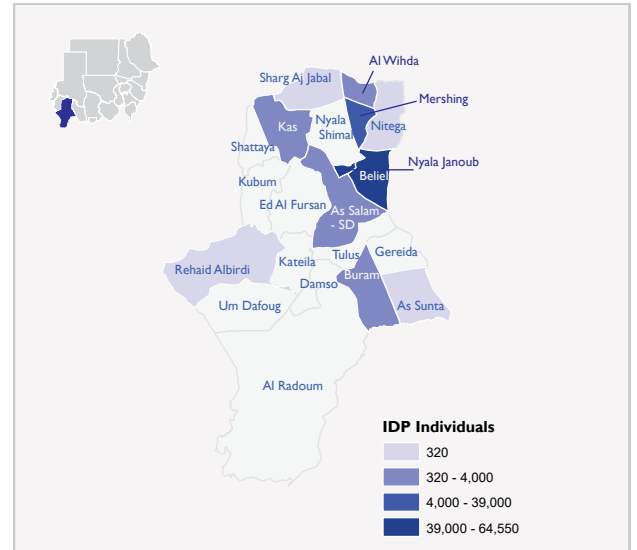 Al Wihda
Sharg Aj Jabal
Mershing
Nyala
Shimal
Kas
Nitega
Shattaya
Nyala Janoub
Beliel
Kubum
Ed Al Fursan
As Salam
- SD
Gereida
Tulus
Kateila
Rehaid Albirdi
Buram
Damso
Um Dafoug
As Sunta
Al Radoum
IDP Individuals
320
320 - 4,000
4,000 - 39,000
39,000 - 64,550